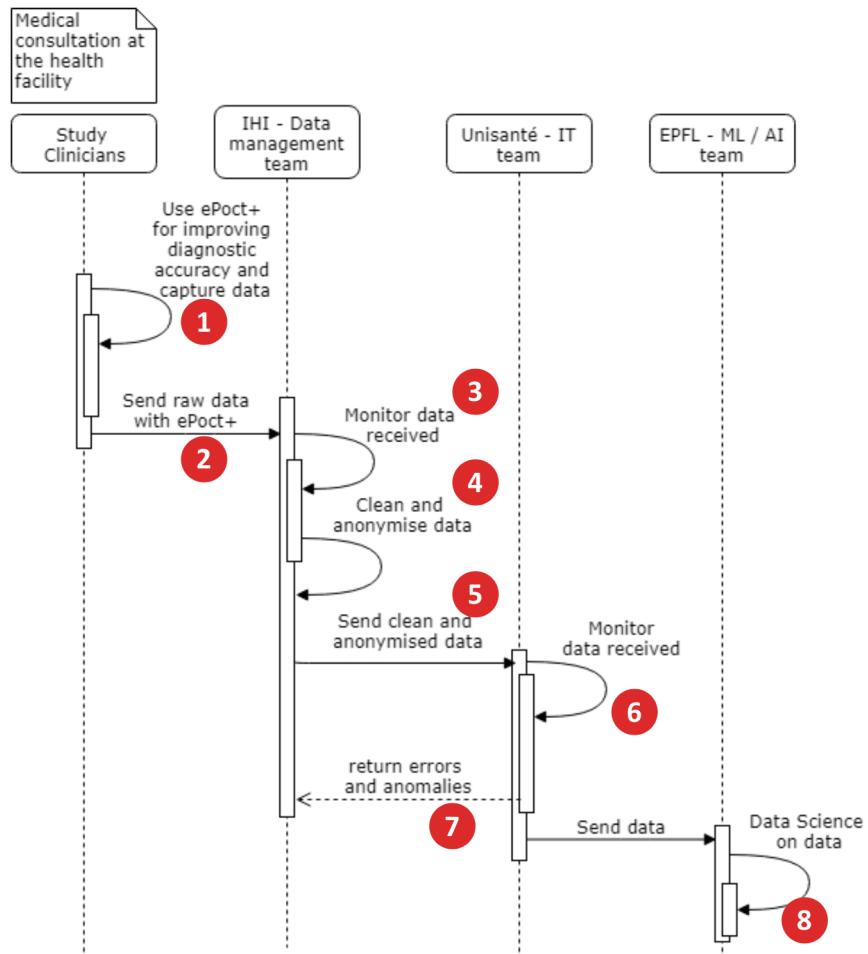 Medical
consultation at
the health
facility
Study
Clinicians
IHI - Data
management
team
Unisanté - IT
team
EPFL - ML / AI
team
Use ePoct+
for improving
diagnostic
accuracy and
capture data
1
Send raw data
with ePoct+
2
3
Monitor data
received
4
Clean and
anonymise data
5
Send clean and
anonymised data
Monitor
data received
6
return errors
and anomalies
7
Send data
Data Science
on data
8